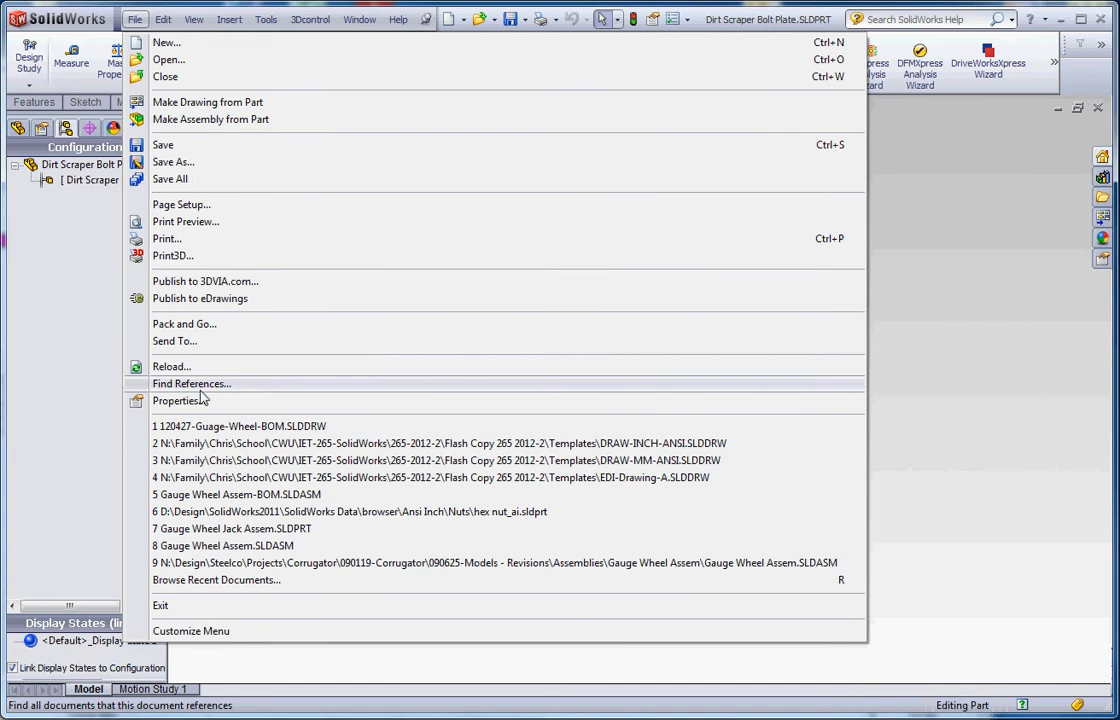 SolidWorks
File Edit View Insert Tools 3Dcontrol Window Help
Dirt Scraper Bolt Plate.SLDPRT
Search SolidWorks Help
Design
Study
Measure
Mas
Prope
press
alysis
zard
DFMXpress
Analysis
Wizard
DriveWorksXpress
Wizard
Features Sketch
Configuration
Dirt Scraper Bolt P
[ Dirt Scraper
New... Ctrl+N
Open... Ctrl+O
Close Ctrl+W
Make Drawing from Part
Make Assembly from Part
Save Ctrl+S
Save As...
Save All
Page Setup...
Print Preview...
Print... Ctrl+P
Print3D...
Publish to 3DVIA.com...
Publish to eDrawings
Pack and Go...
Send To...
Reload...
Find References...
Properties...
1 120427-Guage-Wheel-BOM.SLDDRW
2 N:\Family\Chris\School\CWU\IET-265-SolidWorks\265-2012-2\Flash Copy 265 2012-2\Templates\DRAW-INCH-ANSI.SLDDRW
3 N:\Family\Chris\School\CWU\IET-265-SolidWorks\265-2012-2\Flash Copy 265 2012-2\Templates\DRAW-MM-ANSI.SLDDRW
4 N:\Family\Chris\School\CWU\IET-265-SolidWorks\265-2012-2\Flash Copy 265 2012-2\Templates\EDI-Drawing-A.SLDDRW
5 Gauge Wheel Assem-BOM.SLDASM
6 D:\Design\SolidWorks2011\SolidWorks Data\browser\Ansi Inch\Nuts\hex nut_ai.sldprt
7 Gauge Wheel Jack Assem.SLDPRT
8 Gauge Wheel Assem.SLDASM
9 N:\Design\Steelco\Projects\Corrugator\090119-Corrugator\090625-Models - Revisions\Assemblies\Gauge Wheel Assem\Gauge Wheel Assem.SLDASM
Browse Recent Documents... R
Exit
Customize Menu
Display States (lin
<Default>_Display State
Link Display States to Configuration
Model Motion Study 1
Find all documents that this document references
Editing Part